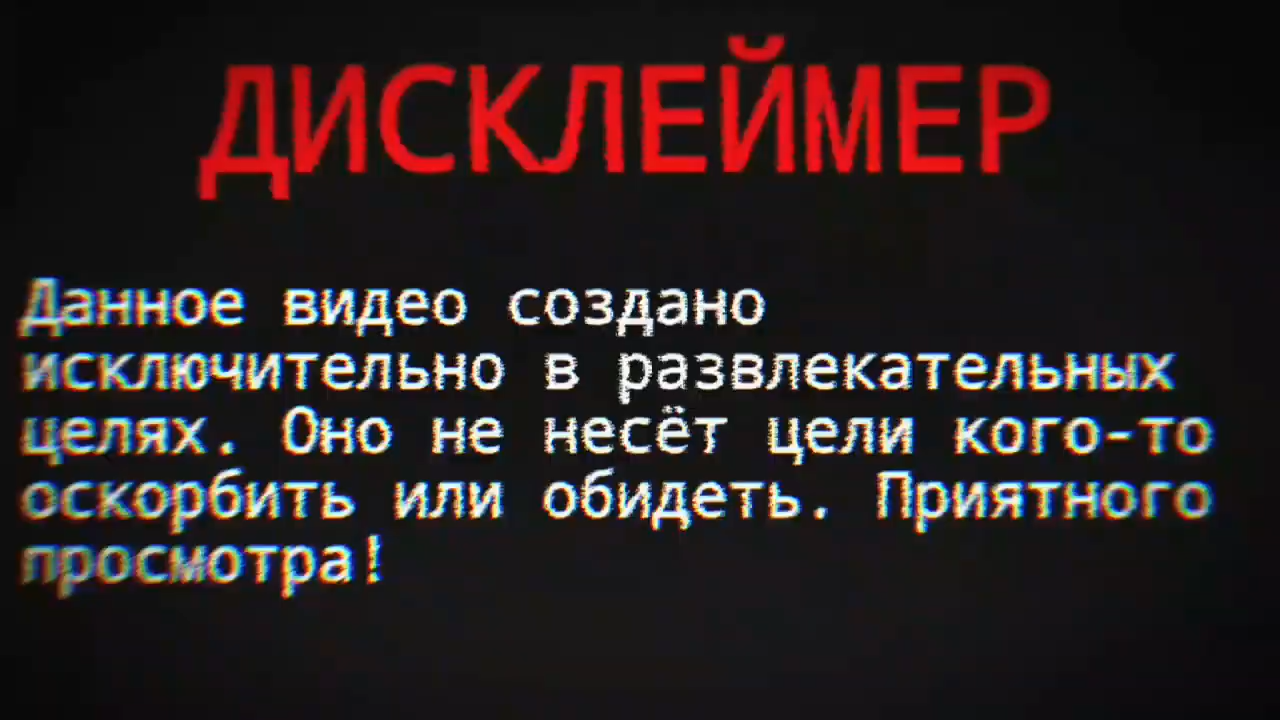 ДИСКЛЕЙМЕР
Данное видео создано
исключительно в развлекательных
целях. Оно не несёт цели кого-то
оскорбить или обидеть. Приятного
просмотра!